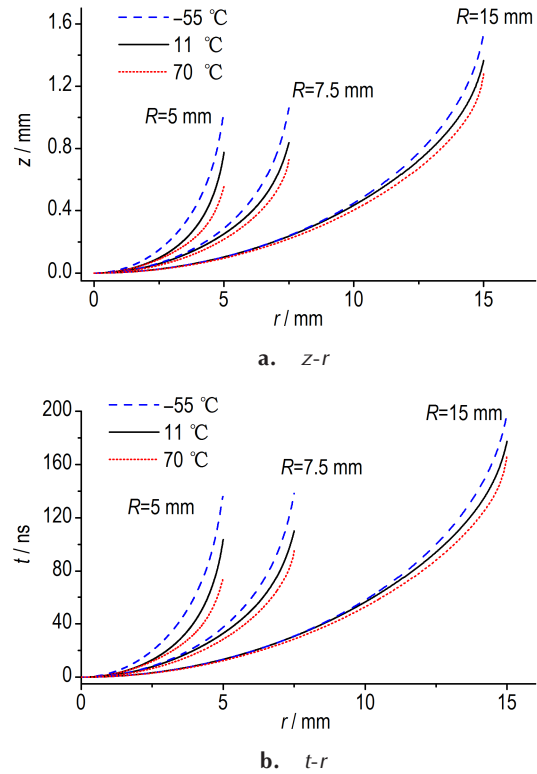 1.6
1.2
0.8
0.4
0.0
z / mm
–55 ℃
11 ℃
70 ℃
R=5 mm
R=7.5 mm
R=15 mm
0
5
10
15
r / mm
a. z-r
200
160
120
80
40
0
t / ns
–55 ℃
11 ℃
70 ℃
R=5 mm
R=7.5 mm
R=15 mm
0
5
10
15
r / mm
b. t-r